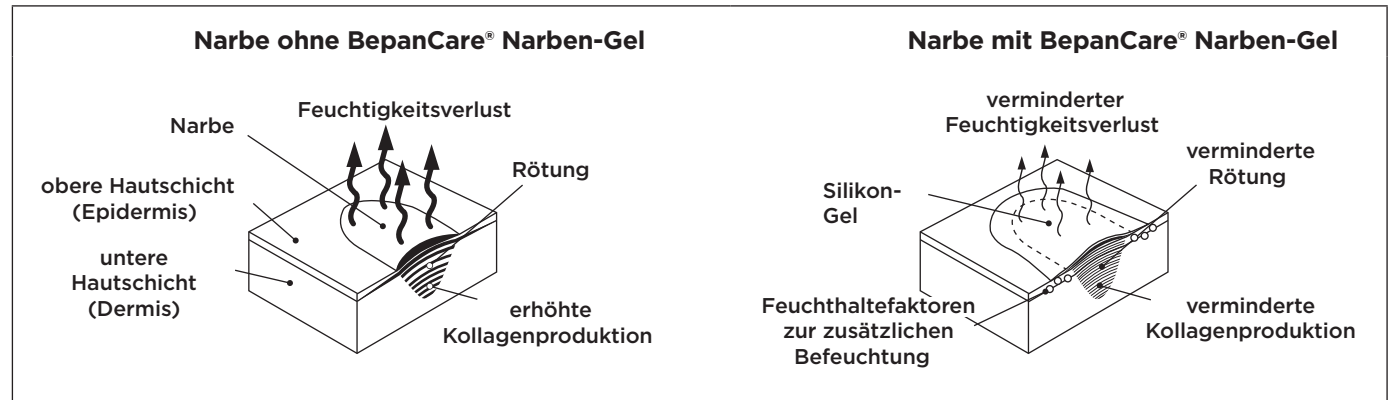 Narbe ohne BepanCare® Narben-Gel
Feuchtigkeitsverlust
Narbe
Rötung
obere Hautschicht
(Epidermis)
untere
Hautschicht
(Dermis)
erhöhte
Kollagenproduktion
Narbe mit BepanCare® Narben-Gel
verminderter
Feuchtigkeitsverlust
verminderte
Rötung
Silikon-
Gel
Feuchthaltefaktoren
zur zusätzlichen
Befeuchtung
verminderte
Kollagenproduktion